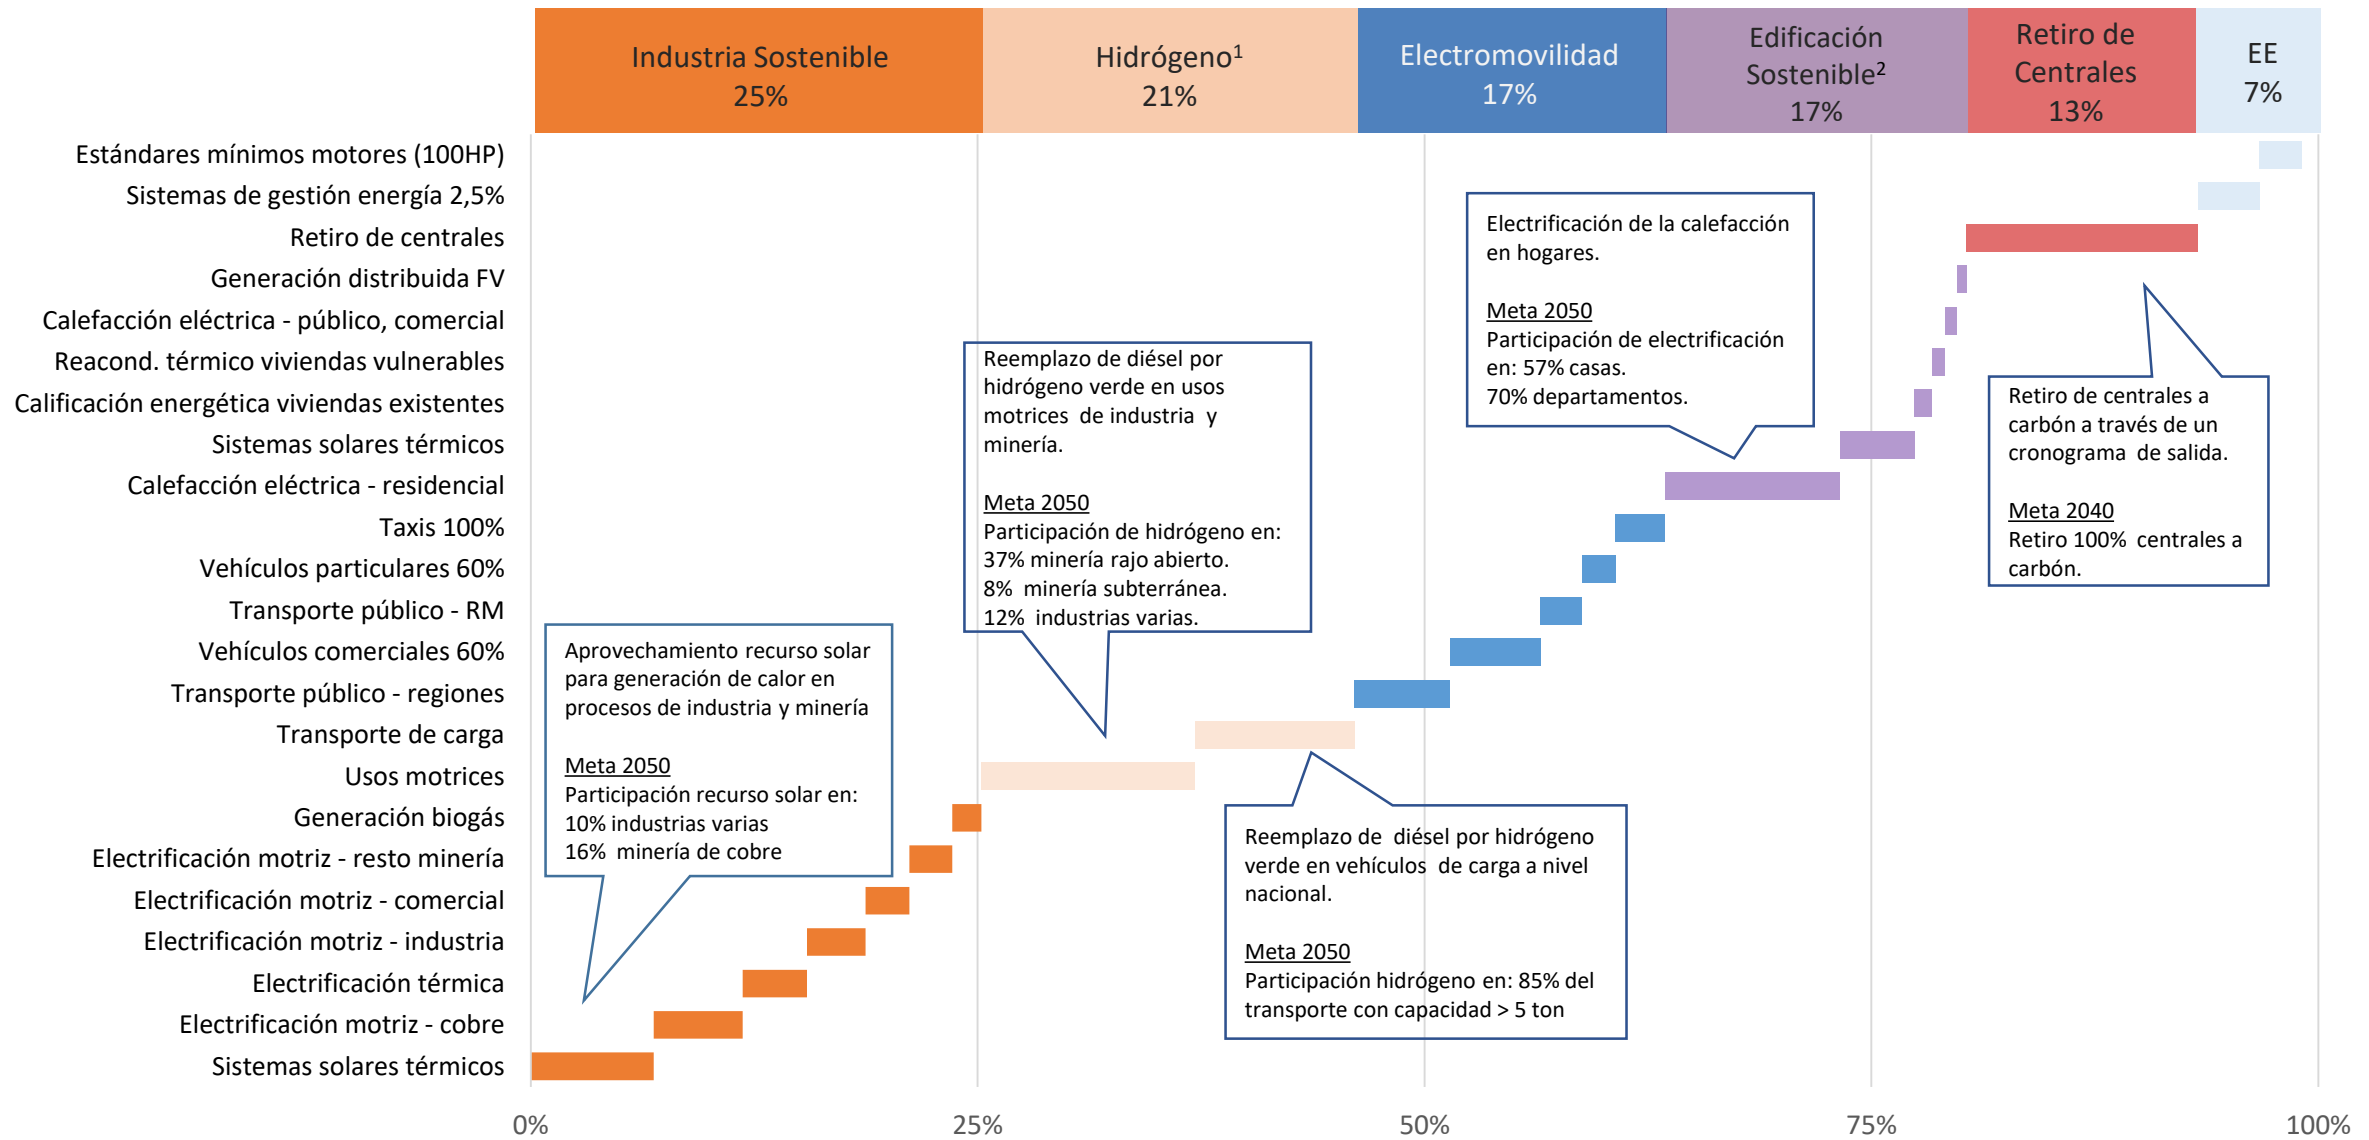 Industria Sostenible
25%
Hidrógeno¹
21%
Electromovilidad
17%
Edificación
Sostenible²
17%
Retiro de
Centrales
13%
EE
7%
Estándares mínimos motores (100HP)
Sistemas de gestión energía 2,5%
Retiro de centrales
Generación distribuida FV
Calefacción eléctrica - público, comercial
Reacond. térmico viviendas vulnerables
Calificación energética viviendas existentes
Sistemas solares térmicos
Calefacción eléctrica - residencial
Taxis 100%
Vehículos particulares 60%
Transporte público - RM
Vehículos comerciales 60%
Transporte público - regiones
Transporte de carga
Usos motrices
Generación biogás
Electrificación motriz - resto minería
Electrificación motriz - comercial
Electrificación motriz - industria
Electrificación térmica
Electrificación motriz - cobre
Sistemas solares térmicos
Aprovechamiento recurso solar
para generación de calor en
procesos de industria y minería
Meta 2050
Participación recurso solar en:
10% industrias varias
16% minería de cobre
Reemplazo de diésel por
hidrógeno verde en usos
motrices de industria y
minería.
Meta 2050
Participación de hidrógeno en:
37% minería rajo abierto.
8% minería subterránea.
12% industrias varias.
Reemplazo de diésel por hidrógeno
verde en vehículos de carga a nivel
nacional.
Meta 2050
Participación hidrógeno en: 85% del
transporte con capacidad > 5 ton
Electrificación de la calefacción
en hogares.
Meta 2050
Participación de electrificación
en: 57% casas.
70% departamentos.
Retiro de centrales a
carbón a través de un
cronograma de salida.
Meta 2040
Retiro 100% centrales a
carbón.
0%
25%
50%
75%
100%